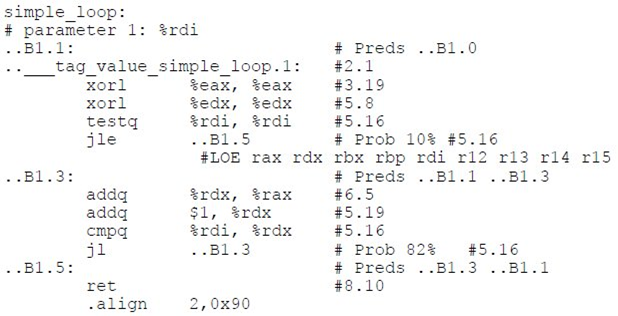 simple_loop:
# parameter 1: %rdi
..B1.1: # Preds ..B1.0
..___tag_value_simple_loop.1: #2.1
xorl %eax, %eax #3.19
xorl %edx, %edx #5.8
testq %rdi, %rdi #5.16
jle ..B1.5 # Prob 10% #5.16
#LOE rax rdx rbx rbp rdi r12 r13 r14 r15
..B1.3: # Preds ..B1.1 ..B1.3
addq %rdx, %rax #6.5
addq $1, %rdx #5.19
cmpq %rdi, %rdx #5.16
jl ..B1.3 # Prob 82% #5.16
..B1.5: # Preds ..B1.3 ..B1.1
ret #8.10
.align 2,0x90